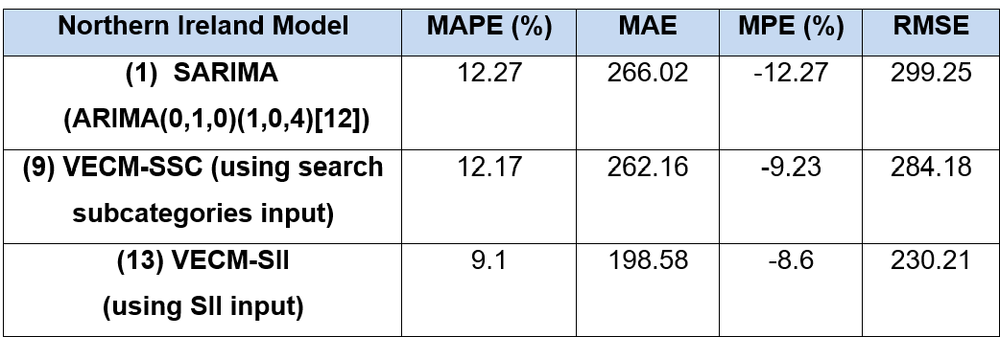 Northern Ireland Model MAPE (%) MAE MPE (%) RMSE
(1) SARIMA 12.27 266.02 -12.27 299.25
(ARIMA(0,1,0)(1,0,4)[12])
(9) VECM-SSC (using search 12.17 262.16 -9.23 284.18
subcategories input)
(13) VECM-SII 9.1 198.58 -8.6 230.21
(using SII input)